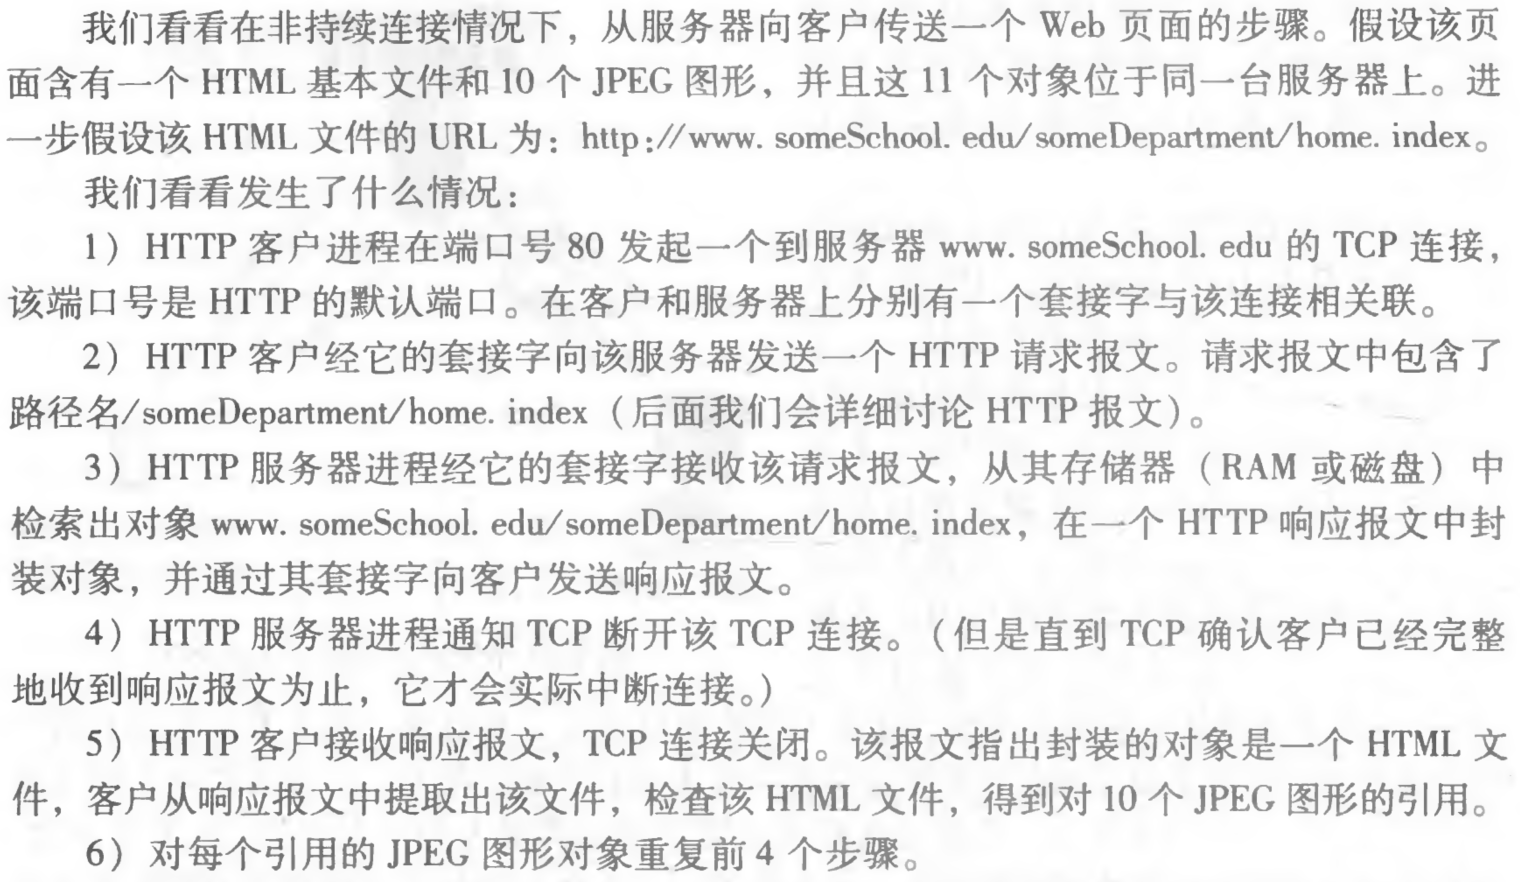 我们看看在非持续连接情况下，从服务器向客户传送一个 Web 页面的步骤。假设该页
面含有一个 HTML 基本文件和 10 个 JPEG 图形，并且这 11 个对象位于同一台服务器上。进
一步假设该 HTML 文件的 URL 为：http://www. someSchool. edu/someDepartment/home. index。
我们看看发生了什么情况：
1）HTTP 客户进程在端口号 80 发起一个到服务器 www. someSchool. edu 的 TCP 连接，
该端口号是 HTTP 的默认端口。在客户和服务器上分别有一个套接字与该连接相关联。
2）HTTP 客户经它的套接字向该服务器发送一个 HTTP 请求报文。请求报文中包含了
路径名/someDepartment/home. index（后面我们会详细讨论 HTTP 报文）。
3）HTTP 服务器进程经它的套接字接收该请求报文，从其存储器（RAM 或磁盘）中
检索出对象 www. someSchool. edu/someDepartment/home. index，在一个 HTTP 响应报文中封
装对象，并通过其套接字向客户发送响应报文。
4）HTTP 服务器进程通知 TCP 断开该 TCP 连接。（但是直到 TCP 确认客户已经完整
地收到响应报文为止，它才会实际中断连接。）
5）HTTP 客户接收响应报文，TCP 连接关闭。该报文指出封装的对象是一个 HTML 文
件，客户从响应报文中提取出该文件，检查该 HTML 文件，得到对 10 个 JPEG 图形的引用。
6）对每个引用的 JPEG 图形对象重复前 4 个步骤。